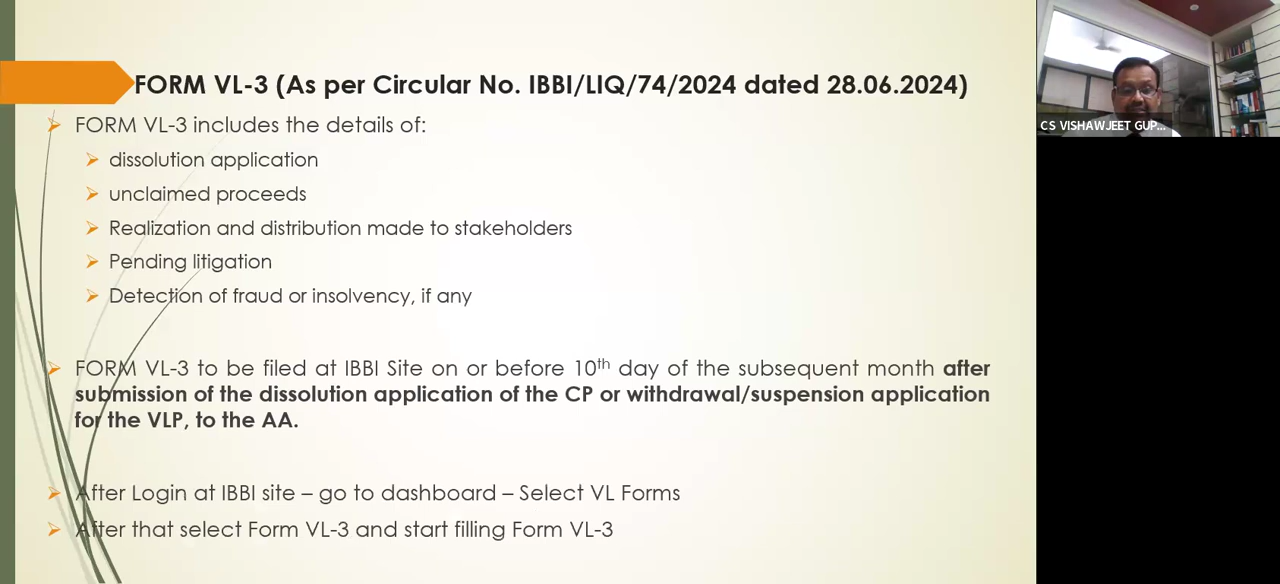 FORM VL-3 (As per Circular No. IBBI/LIQ/74/2024 dated 28.06.2024)
FORM VL-3 includes the details of:
dissolution application
unclaimed proceeds
Realization and distribution made to stakeholders
Pending litigation
Detection of fraud or insolvency, if any
FORM VL-3 to be filed at IBBI Site on or before 10th day of the subsequent month after
submission of the dissolution application of the CP or withdrawal/suspension application
for the VLP, to the AA.
After Login at IBBI site – go to dashboard – Select VL Forms
After that select Form VL-3 and start filling Form VL-3
CS VISHAWJEET GUP...